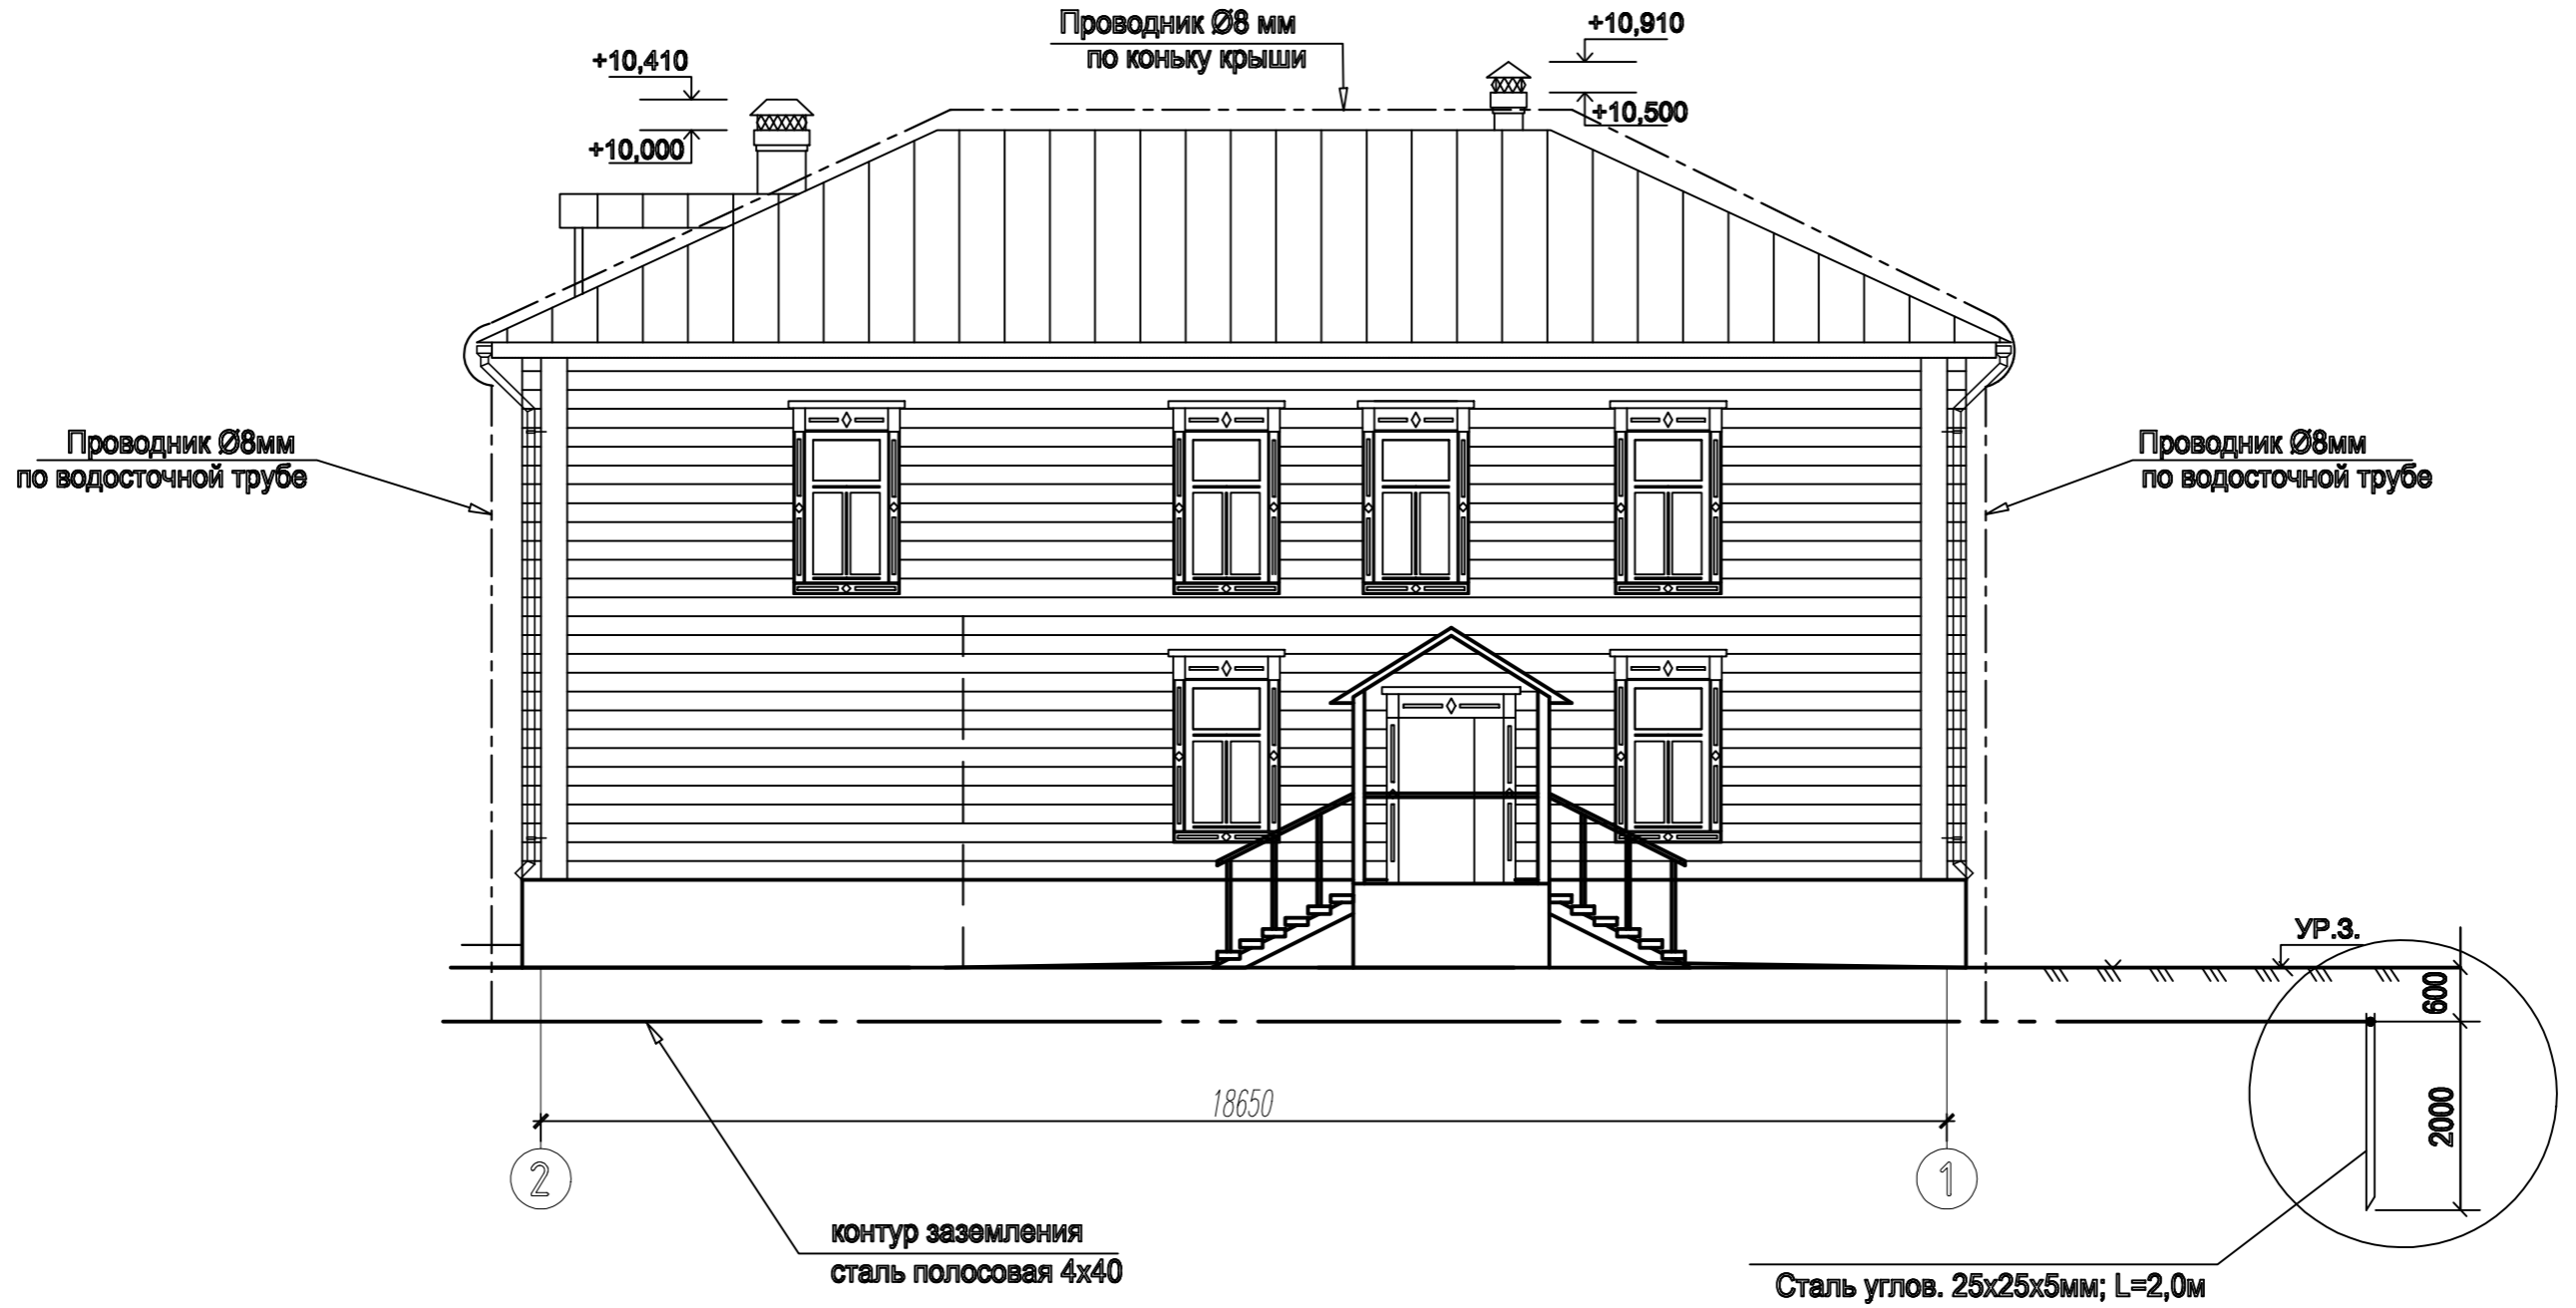 Проводник Ø8 мм
по коньку крыши
+10,910
+10,500
+10,410
+10,000
Проводник Ø8мм
по водосточной трубе
Проводник Ø8мм
по водосточной трубе
УР.З.
600
2000
18650
2
1
контур заземления
сталь полосовая 4х40
Сталь углов. 25х25х5мм; L=2,0м